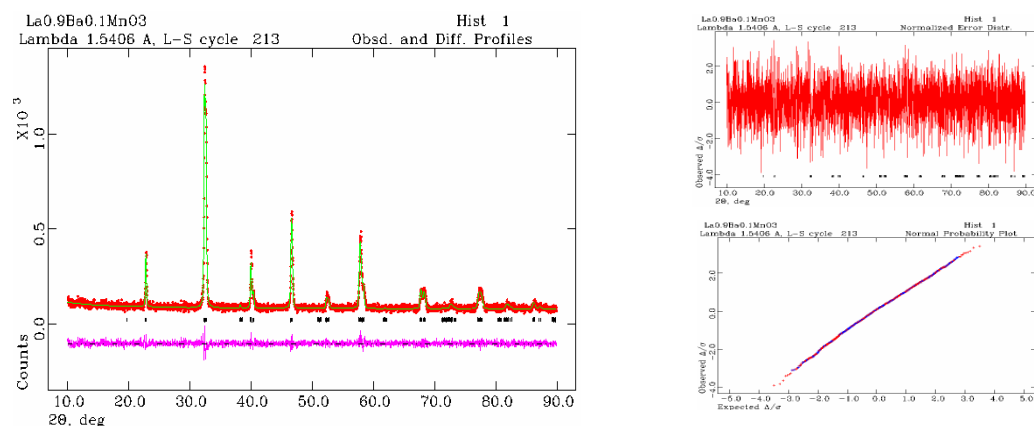 La0.9Ba0.1MnO3 Hist 1
Lambda 1.5406 A, L-S cycle 213 Obsd. and Diff. Profiles
X10 3
1.0
0.5
0.0
Counts
10.0 20.0 30.0 40.0 50.0 60.0 70.0 80.0 90.0
2θ, deg
La0.9Ba0.1MnO3 Hist 1
Lambda 1.5406 A, L-S cycle 213 Normalized Error Distr.
2.0
0.0
-2.0
-4.0
Observed Δ/σ
10.0 20.0 30.0 40.0 50.0 60.0 70.0 80.0 90.0
2θ, deg
La0.9Ba0.1MnO3 Hist 1
Lambda 1.5406 A, L-S cycle 213 Normal Probability Plot
2.0
0.0
-2.0
-4.0
Observed Δ/σ
-5.0 -4.0 -3.0 -2.0 -1.0 0.0 1.0 2.0 3.0 4.0 5.0
Expected Δ/σ